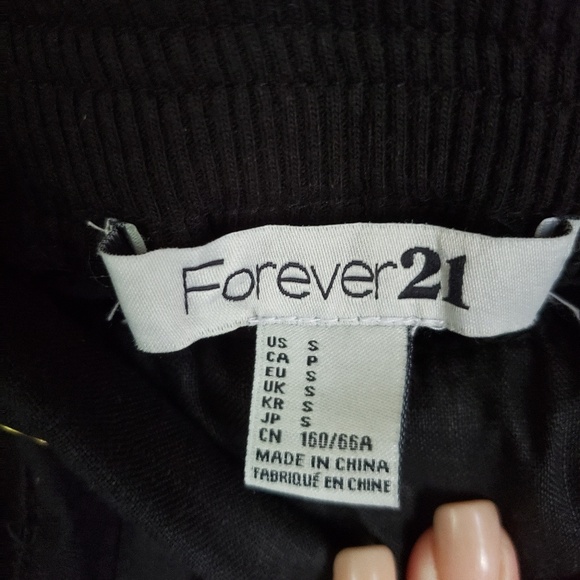 Forever21
US S
CA P
EU S
UK S
KR S
JP S
CN 160/66A
MADE IN CHINA
FABRIQUÉ EN CHINE